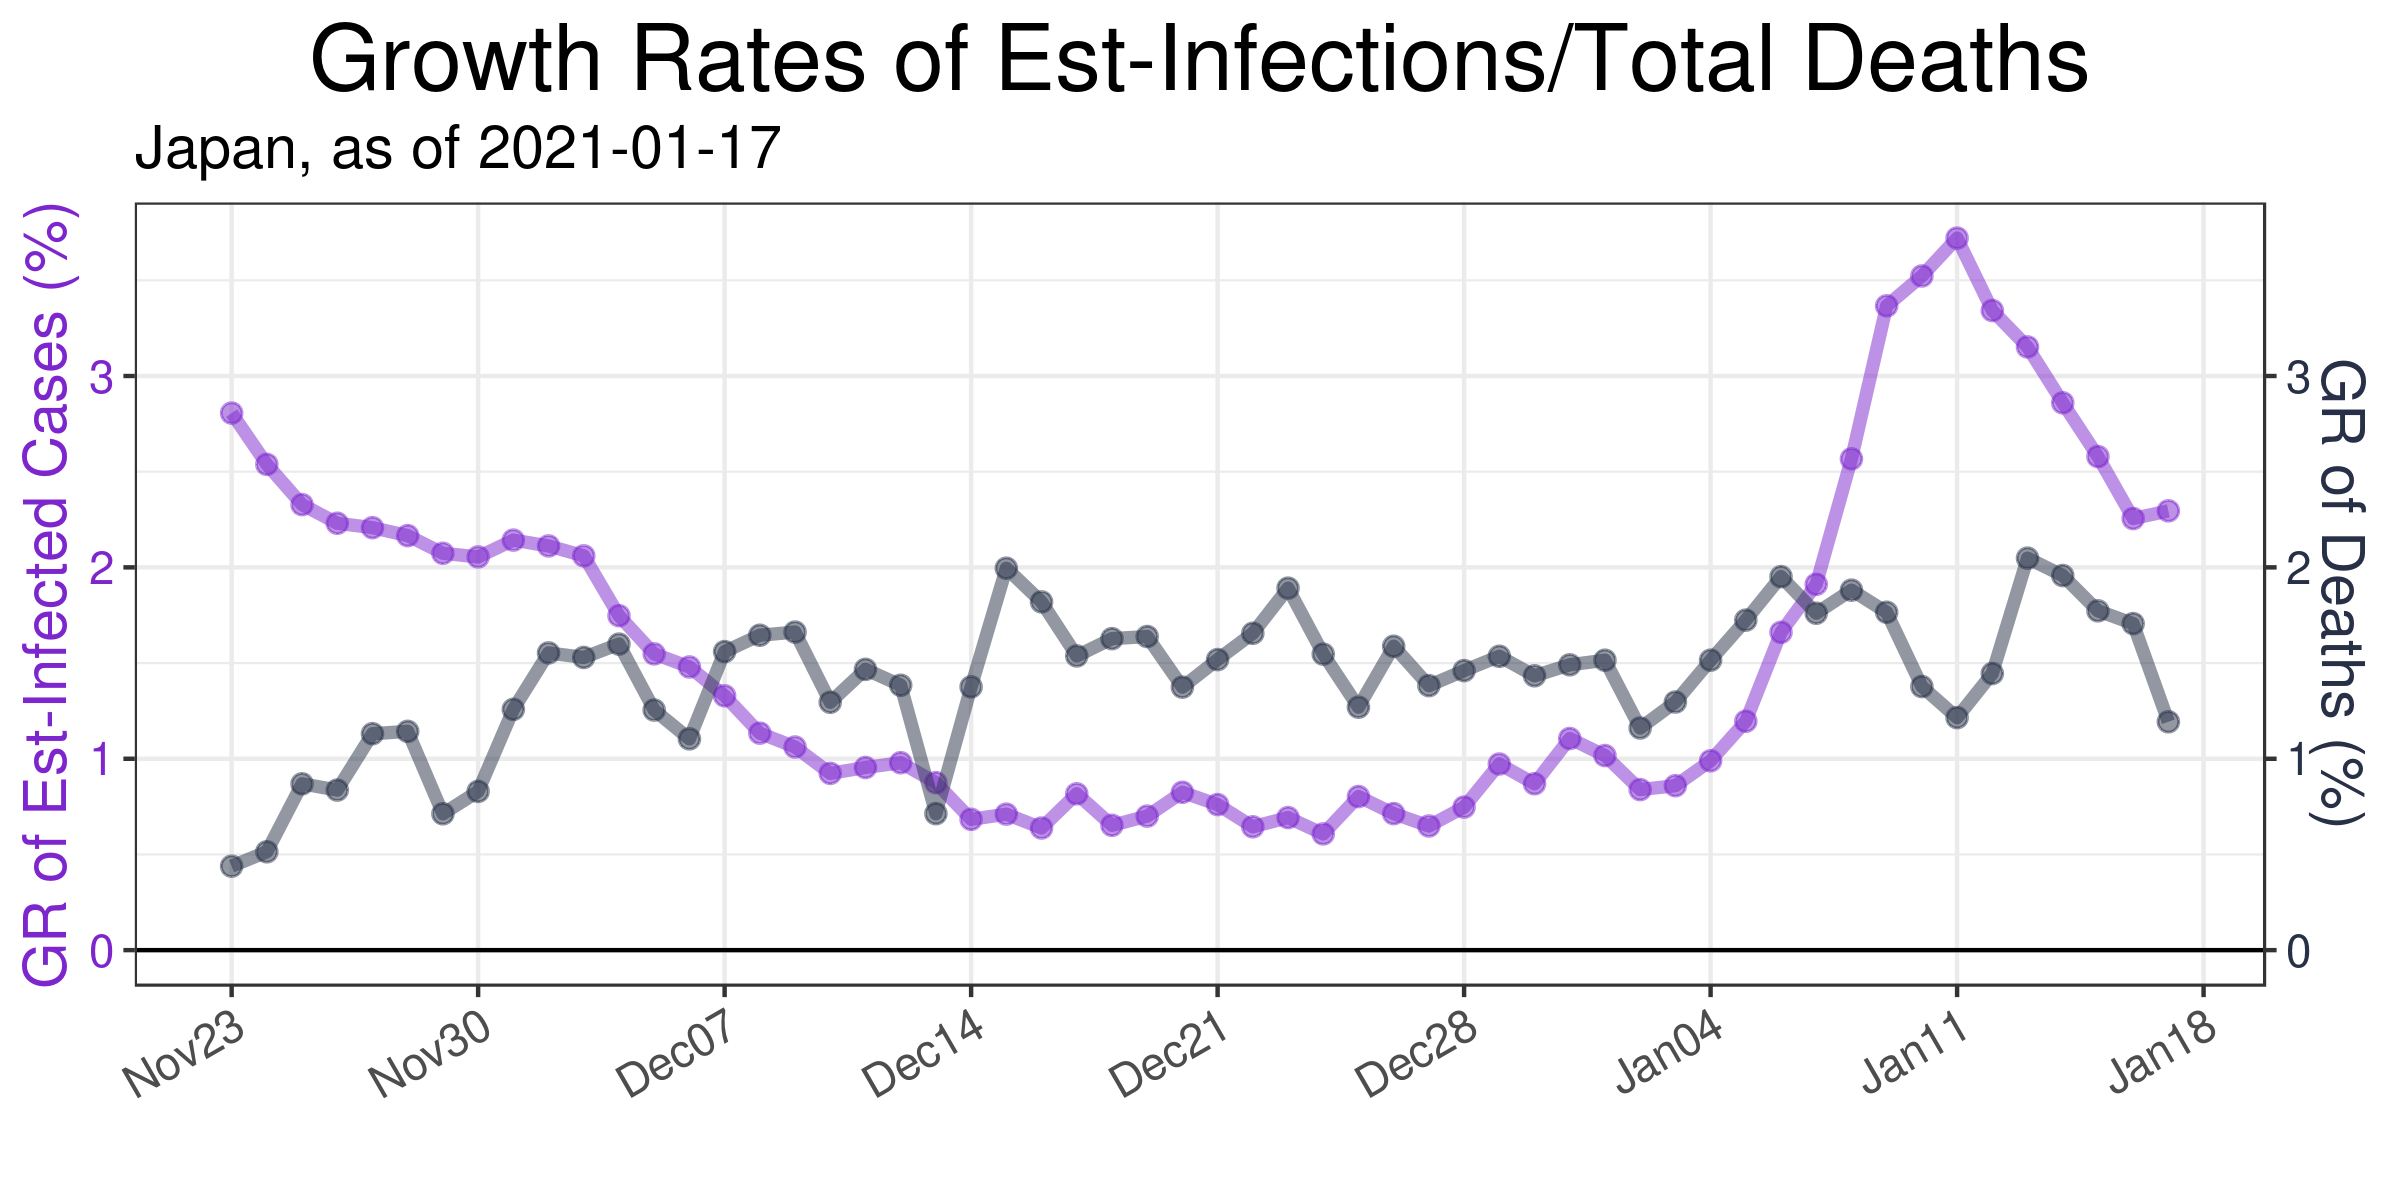 Growth Rates of Est-Infections/Total Deaths
Japan, as of 2021-01-17
GR of Est-Infected Cases (%)
3
2
1
0
3
2
1
0
GR of Deaths (%)
Nov23
Nov30
Dec07
Dec14
Dec21
Dec28
Jan04
Jan11
Jan18